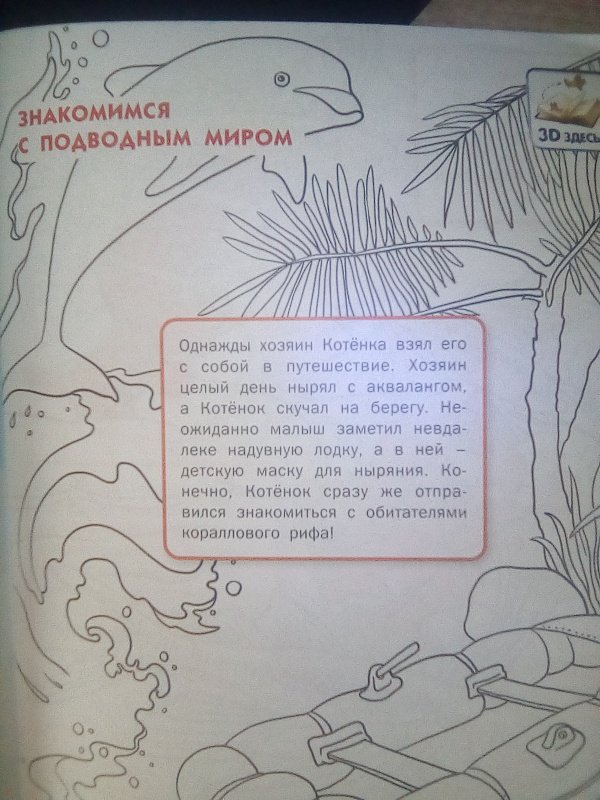 ЗНАКОМИМСЯ
С ПОДВОДНЫМ МИРОМ
3D ЗДЕСЬ
Однажды хозяин Котёнка взял его
с собой в путешествие. Хозяин
целый день нырял с аквалангом,
а Котёнок скучал на берегу. Не-
ожиданно малыш заметил невда-
леке надувную лодку, а в ней –
детскую маску для ныряния. Ко-
нечно, Котёнок сразу же отпра-
вился знакомиться с обитателями
кораллового рифа!